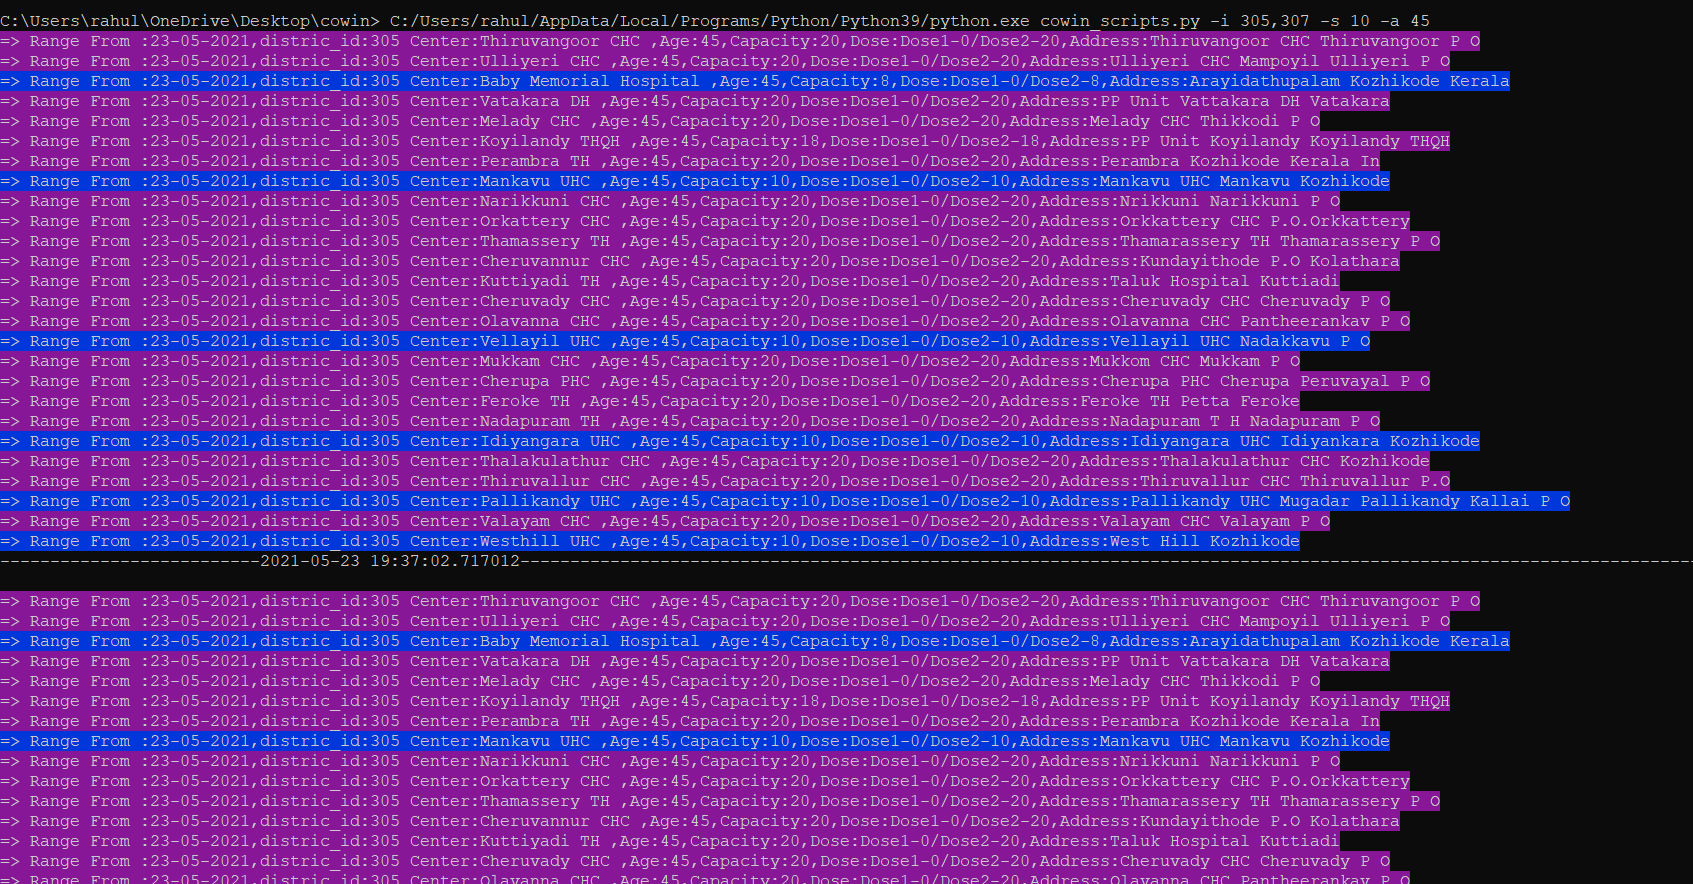 C:\Users\rahul\OneDrive\Desktop\cowin> C:/Users/rahul/AppData/Local/Programs/Python/Python39/python.exe cowin_scripts.py -i 305,307 -s 10 -a 45
=> Range From :23-05-2021,distric_id:305 Center:Thiruvangoor CHC ,Age:45,Capacity:20,Dose:Dose1-0/Dose2-20,Address:Thiruvangoor CHC Thiruvangoor P O
=> Range From :23-05-2021,distric_id:305 Center:Ulliyeri CHC ,Age:45,Capacity:20,Dose:Dose1-0/Dose2-20,Address:Ulliyeri CHC Mampoyil Ulliyeri P O
=> Range From :23-05-2021,distric_id:305 Center:Baby Memorial Hospital ,Age:45,Capacity:8,Dose:Dose1-0/Dose2-8,Address:Arayidathupalam Kozhikode Kerala
=> Range From :23-05-2021,distric_id:305 Center:Vatakara DH ,Age:45,Capacity:20,Dose:Dose1-0/Dose2-20,Address:PP Unit Vattakara DH Vatakara
=> Range From :23-05-2021,distric_id:305 Center:Melady CHC ,Age:45,Capacity:20,Dose:Dose1-0/Dose2-20,Address:Melady CHC Thikkodi P O
=> Range From :23-05-2021,distric_id:305 Center:Koyilandy THQH ,Age:45,Capacity:18,Dose:Dose1-0/Dose2-18,Address:PP Unit Koyilandy Koyilandy THQH
=> Range From :23-05-2021,distric_id:305 Center:Perambra TH ,Age:45,Capacity:20,Dose:Dose1-0/Dose2-20,Address:Perambra Kozhikode Kerala In
=> Range From :23-05-2021,distric_id:305 Center:Mankavu UHC ,Age:45,Capacity:10,Dose:Dose1-0/Dose2-10,Address:Mankavu UHC Mankavu Kozhikode
=> Range From :23-05-2021,distric_id:305 Center:Narikkuni CHC ,Age:45,Capacity:20,Dose:Dose1-0/Dose2-20,Address:Nrikkuni Narikkuni P O
=> Range From :23-05-2021,distric_id:305 Center:Orkattery CHC ,Age:45,Capacity:20,Dose:Dose1-0/Dose2-20,Address:Orkkattery CHC P.O.Orkkattery
=> Range From :23-05-2021,distric_id:305 Center:Thamassery TH ,Age:45,Capacity:20,Dose:Dose1-0/Dose2-20,Address:Thamarassery TH Thamarassery P O
=> Range From :23-05-2021,distric_id:305 Center:Cheruvannur CHC ,Age:45,Capacity:20,Dose:Dose1-0/Dose2-20,Address:Kundayithode P.O Kolathara
=> Range From :23-05-2021,distric_id:305 Center:Kuttiyadi TH ,Age:45,Capacity:20,Dose:Dose1-0/Dose2-20,Address:Taluk Hospital Kuttiadi
=> Range From :23-05-2021,distric_id:305 Center:Cheruvady CHC ,Age:45,Capacity:20,Dose:Dose1-0/Dose2-20,Address:Cheruvady CHC Cheruvady P O
=> Range From :23-05-2021,distric_id:305 Center:Olavanna CHC ,Age:45,Capacity:20,Dose:Dose1-0/Dose2-20,Address:Olavanna CHC Pantheerankav P O
=> Range From :23-05-2021,distric_id:305 Center:Vellayil UHC ,Age:45,Capacity:10,Dose:Dose1-0/Dose2-10,Address:Vellayil UHC Nadakkavu P O
=> Range From :23-05-2021,distric_id:305 Center:Mukkam CHC ,Age:45,Capacity:20,Dose:Dose1-0/Dose2-20,Address:Mukkom CHC Mukkam P O
=> Range From :23-05-2021,distric_id:305 Center:Cherupa PHC ,Age:45,Capacity:20,Dose:Dose1-0/Dose2-20,Address:Cherupa PHC Cherupa Peruvayal P O
=> Range From :23-05-2021,distric_id:305 Center:Feroke TH ,Age:45,Capacity:20,Dose:Dose1-0/Dose2-20,Address:Feroke TH Petta Feroke
=> Range From :23-05-2021,distric_id:305 Center:Nadapuram TH ,Age:45,Capacity:20,Dose:Dose1-0/Dose2-20,Address:Nadapuram T H Nadapuram P O
=> Range From :23-05-2021,distric_id:305 Center:Idiyangara UHC ,Age:45,Capacity:10,Dose:Dose1-0/Dose2-10,Address:Idiyangara UHC Idiyankara Kozhikode
=> Range From :23-05-2021,distric_id:305 Center:Thalakulathur CHC ,Age:45,Capacity:20,Dose:Dose1-0/Dose2-20,Address:Thalakulathur CHC Kozhikode
=> Range From :23-05-2021,distric_id:305 Center:Thiruvallur CHC ,Age:45,Capacity:20,Dose:Dose1-0/Dose2-20,Address:Thiruvallur CHC Thiruvallur P.O
=> Range From :23-05-2021,distric_id:305 Center:Pallikandy UHC ,Age:45,Capacity:10,Dose:Dose1-0/Dose2-10,Address:Pallikandy UHC Mugadar Pallikandy Kallai P O
=> Range From :23-05-2021,distric_id:305 Center:Valayam CHC ,Age:45,Capacity:20,Dose:Dose1-0/Dose2-20,Address:Valayam CHC Valayam P O
=> Range From :23-05-2021,distric_id:305 Center:Westhill UHC ,Age:45,Capacity:10,Dose:Dose1-0/Dose2-10,Address:West Hill Kozhikode
--------------------------2021-05-23 19:37:02.717012---------------------------------------------------------------------------------------------------------------------
=> Range From :23-05-2021,distric_id:305 Center:Thiruvangoor CHC ,Age:45,Capacity:20,Dose:Dose1-0/Dose2-20,Address:Thiruvangoor CHC Thiruvangoor P O
=> Range From :23-05-2021,distric_id:305 Center:Ulliyeri CHC ,Age:45,Capacity:20,Dose:Dose1-0/Dose2-20,Address:Ulliyeri CHC Mampoyil Ulliyeri P O
=> Range From :23-05-2021,distric_id:305 Center:Baby Memorial Hospital ,Age:45,Capacity:8,Dose:Dose1-0/Dose2-8,Address:Arayidathupalam Kozhikode Kerala
=> Range From :23-05-2021,distric_id:305 Center:Vatakara DH ,Age:45,Capacity:20,Dose:Dose1-0/Dose2-20,Address:PP Unit Vattakara DH Vatakara
=> Range From :23-05-2021,distric_id:305 Center:Melady CHC ,Age:45,Capacity:20,Dose:Dose1-0/Dose2-20,Address:Melady CHC Thikkodi P O
=> Range From :23-05-2021,distric_id:305 Center:Koyilandy THQH ,Age:45,Capacity:18,Dose:Dose1-0/Dose2-18,Address:PP Unit Koyilandy Koyilandy THQH
=> Range From :23-05-2021,distric_id:305 Center:Perambra TH ,Age:45,Capacity:20,Dose:Dose1-0/Dose2-20,Address:Perambra Kozhikode Kerala In
=> Range From :23-05-2021,distric_id:305 Center:Mankavu UHC ,Age:45,Capacity:10,Dose:Dose1-0/Dose2-10,Address:Mankavu UHC Mankavu Kozhikode
=> Range From :23-05-2021,distric_id:305 Center:Narikkuni CHC ,Age:45,Capacity:20,Dose:Dose1-0/Dose2-20,Address:Nrikkuni Narikkuni P O
=> Range From :23-05-2021,distric_id:305 Center:Orkattery CHC ,Age:45,Capacity:20,Dose:Dose1-0/Dose2-20,Address:Orkkattery CHC P.O.Orkkattery
=> Range From :23-05-2021,distric_id:305 Center:Thamassery TH ,Age:45,Capacity:20,Dose:Dose1-0/Dose2-20,Address:Thamarassery TH Thamarassery P O
=> Range From :23-05-2021,distric_id:305 Center:Cheruvannur CHC ,Age:45,Capacity:20,Dose:Dose1-0/Dose2-20,Address:Kundayithode P.O Kolathara
=> Range From :23-05-2021,distric_id:305 Center:Kuttiyadi TH ,Age:45,Capacity:20,Dose:Dose1-0/Dose2-20,Address:Taluk Hospital Kuttiadi
=> Range From :23-05-2021,distric_id:305 Center:Cheruvady CHC ,Age:45,Capacity:20,Dose:Dose1-0/Dose2-20,Address:Cheruvady CHC Cheruvady P O
=> Range From :23-05-2021,distric_id:305 Center:Olavanna CHC ,Age:45,Capacity:20,Dose:Dose1-0/Dose2-20,Address:Olavanna CHC Pantheerankav P O